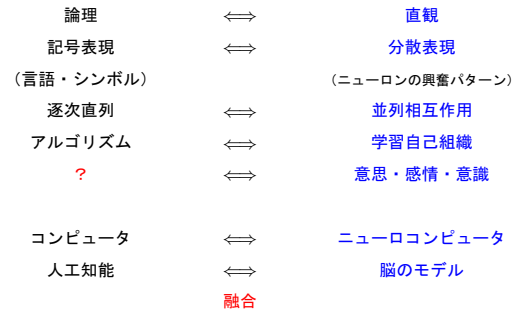 論理 ⟺ 直観
記号表現 ⟺ 分散表現
(言語・シンボル) (ニューロンの興奮パターン)
逐次直列 ⟺ 並列相互作用
アルゴリズム ⟺ 学習自己組織
? ⟺ 意思・感情・意識
コンピュータ ⟺ ニューロコンピュータ
人工知能 ⟺ 脳のモデル
融合